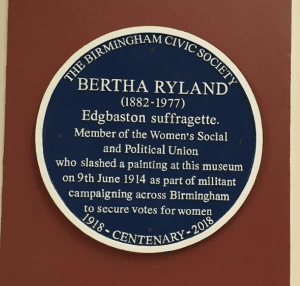 THE BIRMINGHAM CIVIC SOCIETY
BERTHA RYLAND
(1882-1977)
Edgbaston suffragette.
Member of the Women's Social
and Political Union
who slashed a painting at this museum
on 9th June 1914 as part of militant
campaigning across Birmingham
to secure votes for women
1918 - CENTENARY - 2018